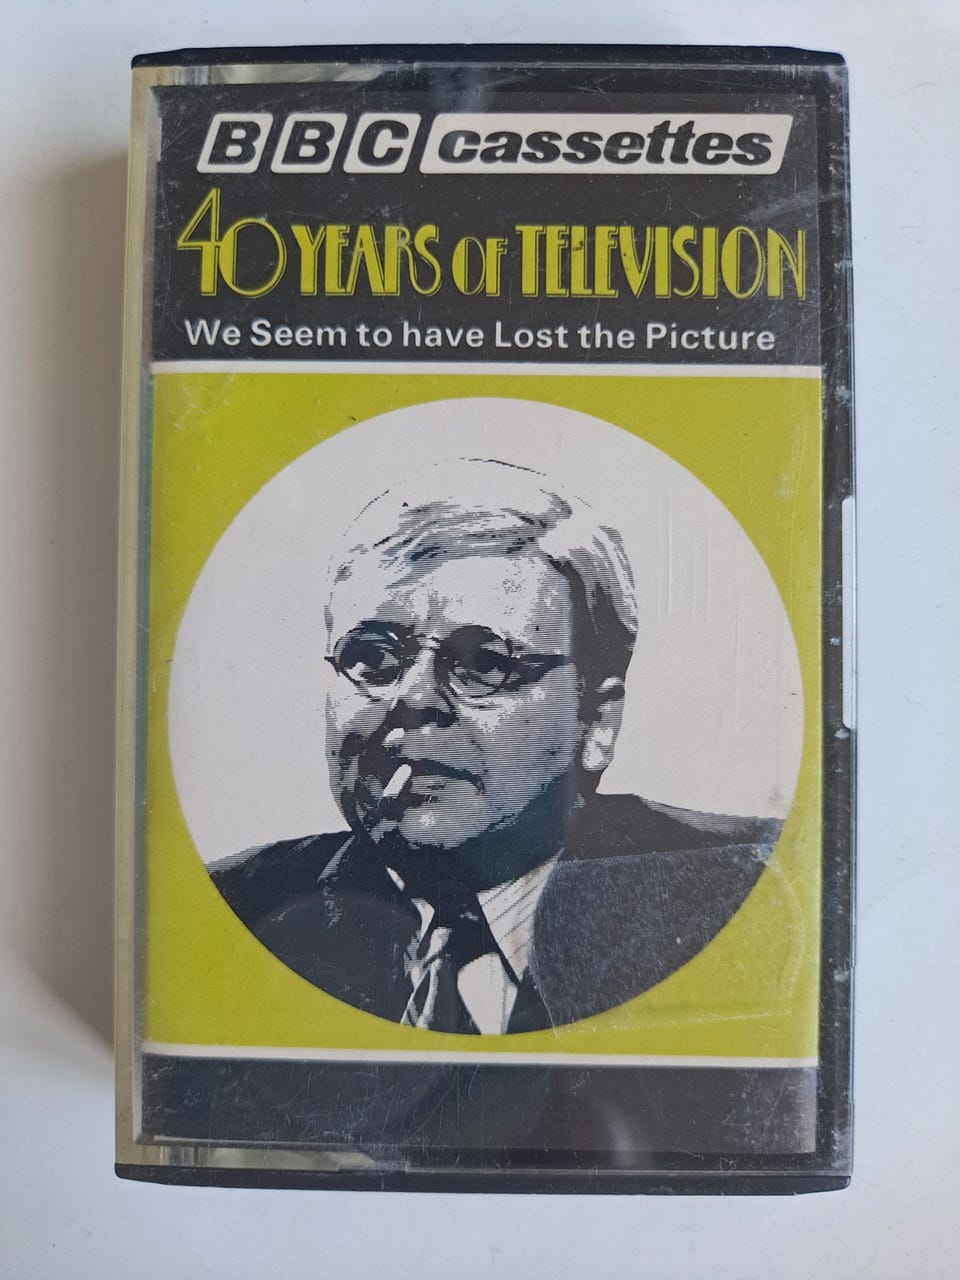 BBC cassettes
40 YEARS OF TELEVISION
We Seem to have Lost the Picture